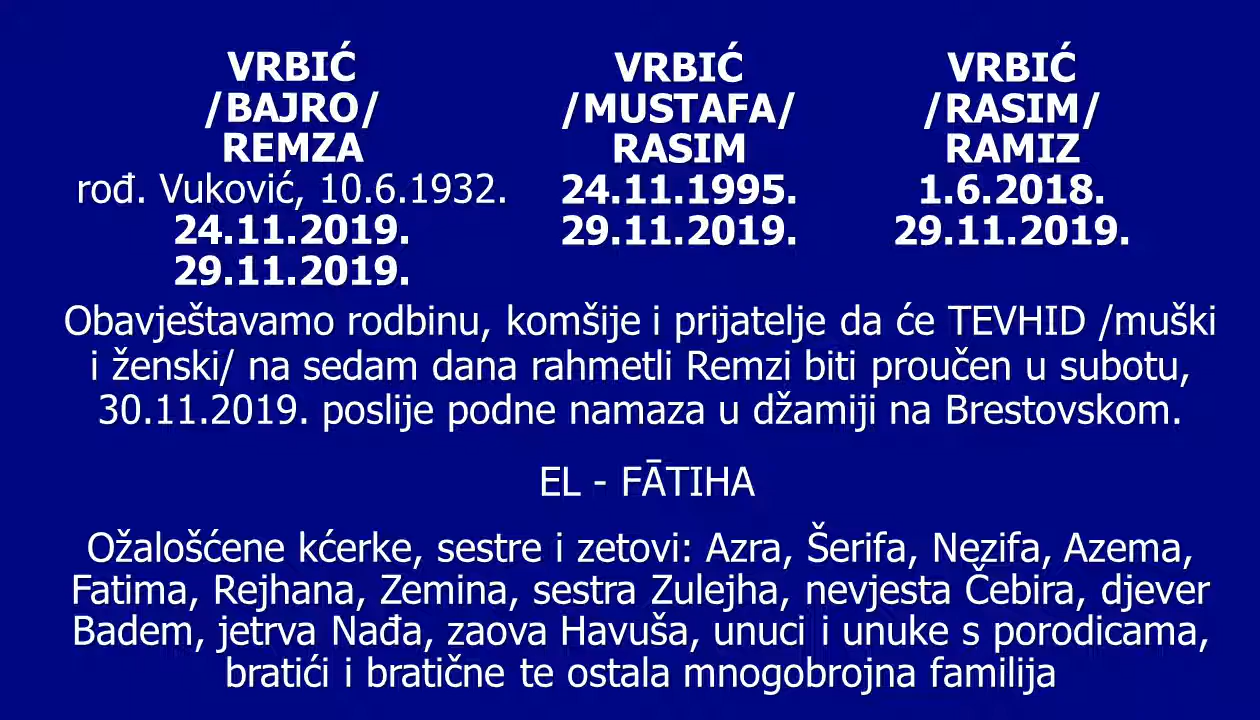 VRBIĆ
/BAJRO/
REMZA
rođ. Vuković, 10.6.1932.
24.11.2019.
29.11.2019.
VRBIĆ
/MUSTAFA/
RASIM
24.11.1995.
29.11.2019.
VRBIĆ
/RASIM/
RAMIZ
1.6.2018.
29.11.2019.
Obavještavamo rodbinu, komšije i prijatelje da će TEVHID /muški
i ženski/ na sedam dana rahmetli Remzi biti proučen u subotu,
30.11.2019. poslije podne namaza u džamiji na Brestovskom.
EL - FĀTIHA
Ožalošćene kćerke, sestre i zetovi: Azra, Šerifa, Nezifa, Azema,
Fatima, Rejhana, Zemina, sestra Zulejha, nevjesta Čebira, djever
Badem, jetrva Nađa, zaova Havuša, unuci i unuke s porodicama,
bratići i bratične te ostala mnogobrojna familija